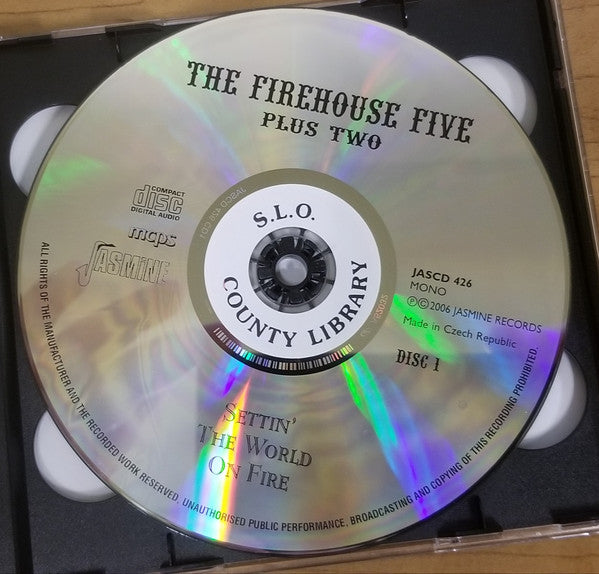 THE FIREHOUSE FIVE
PLUS TWO
COMPACT
disc
DIGITAL AUDIO
mcps
JASMINE
S.L.O.
COUNTY LIBRARY
JASCD 426
MONO
℗©2006 JASMINE RECORDS
Made in Czech Republic
DISC 1
SETTIN'
THE WORLD
ON FIRE
ALL RIGHTS OF THE MANUFACTURER AND THE RECORDED WORK RESERVED. UNAUTHORISED PUBLIC PERFORMANCE, BROADCASTING AND COPYING OF THIS RECORDING PROHIBITED.